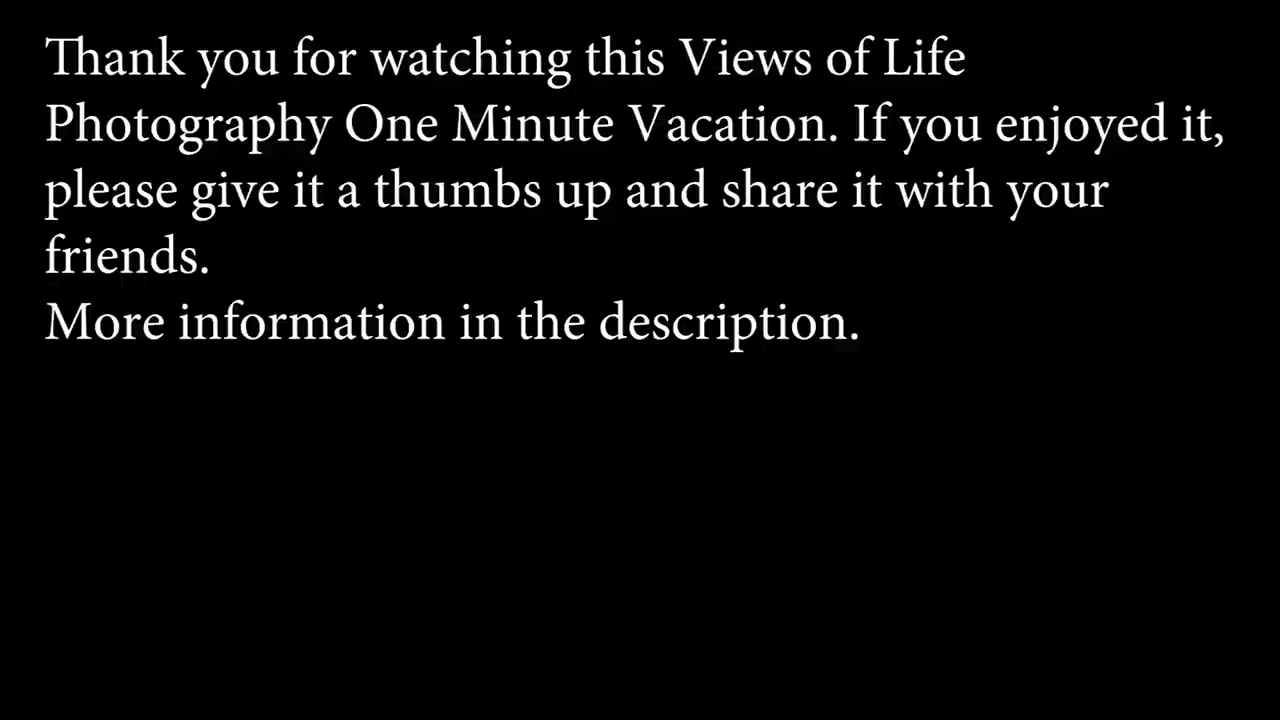 Thank you for watching this Views of Life
Photography One Minute Vacation. If you enjoyed it,
please give it a thumbs up and share it with your
friends.
More information in the description.